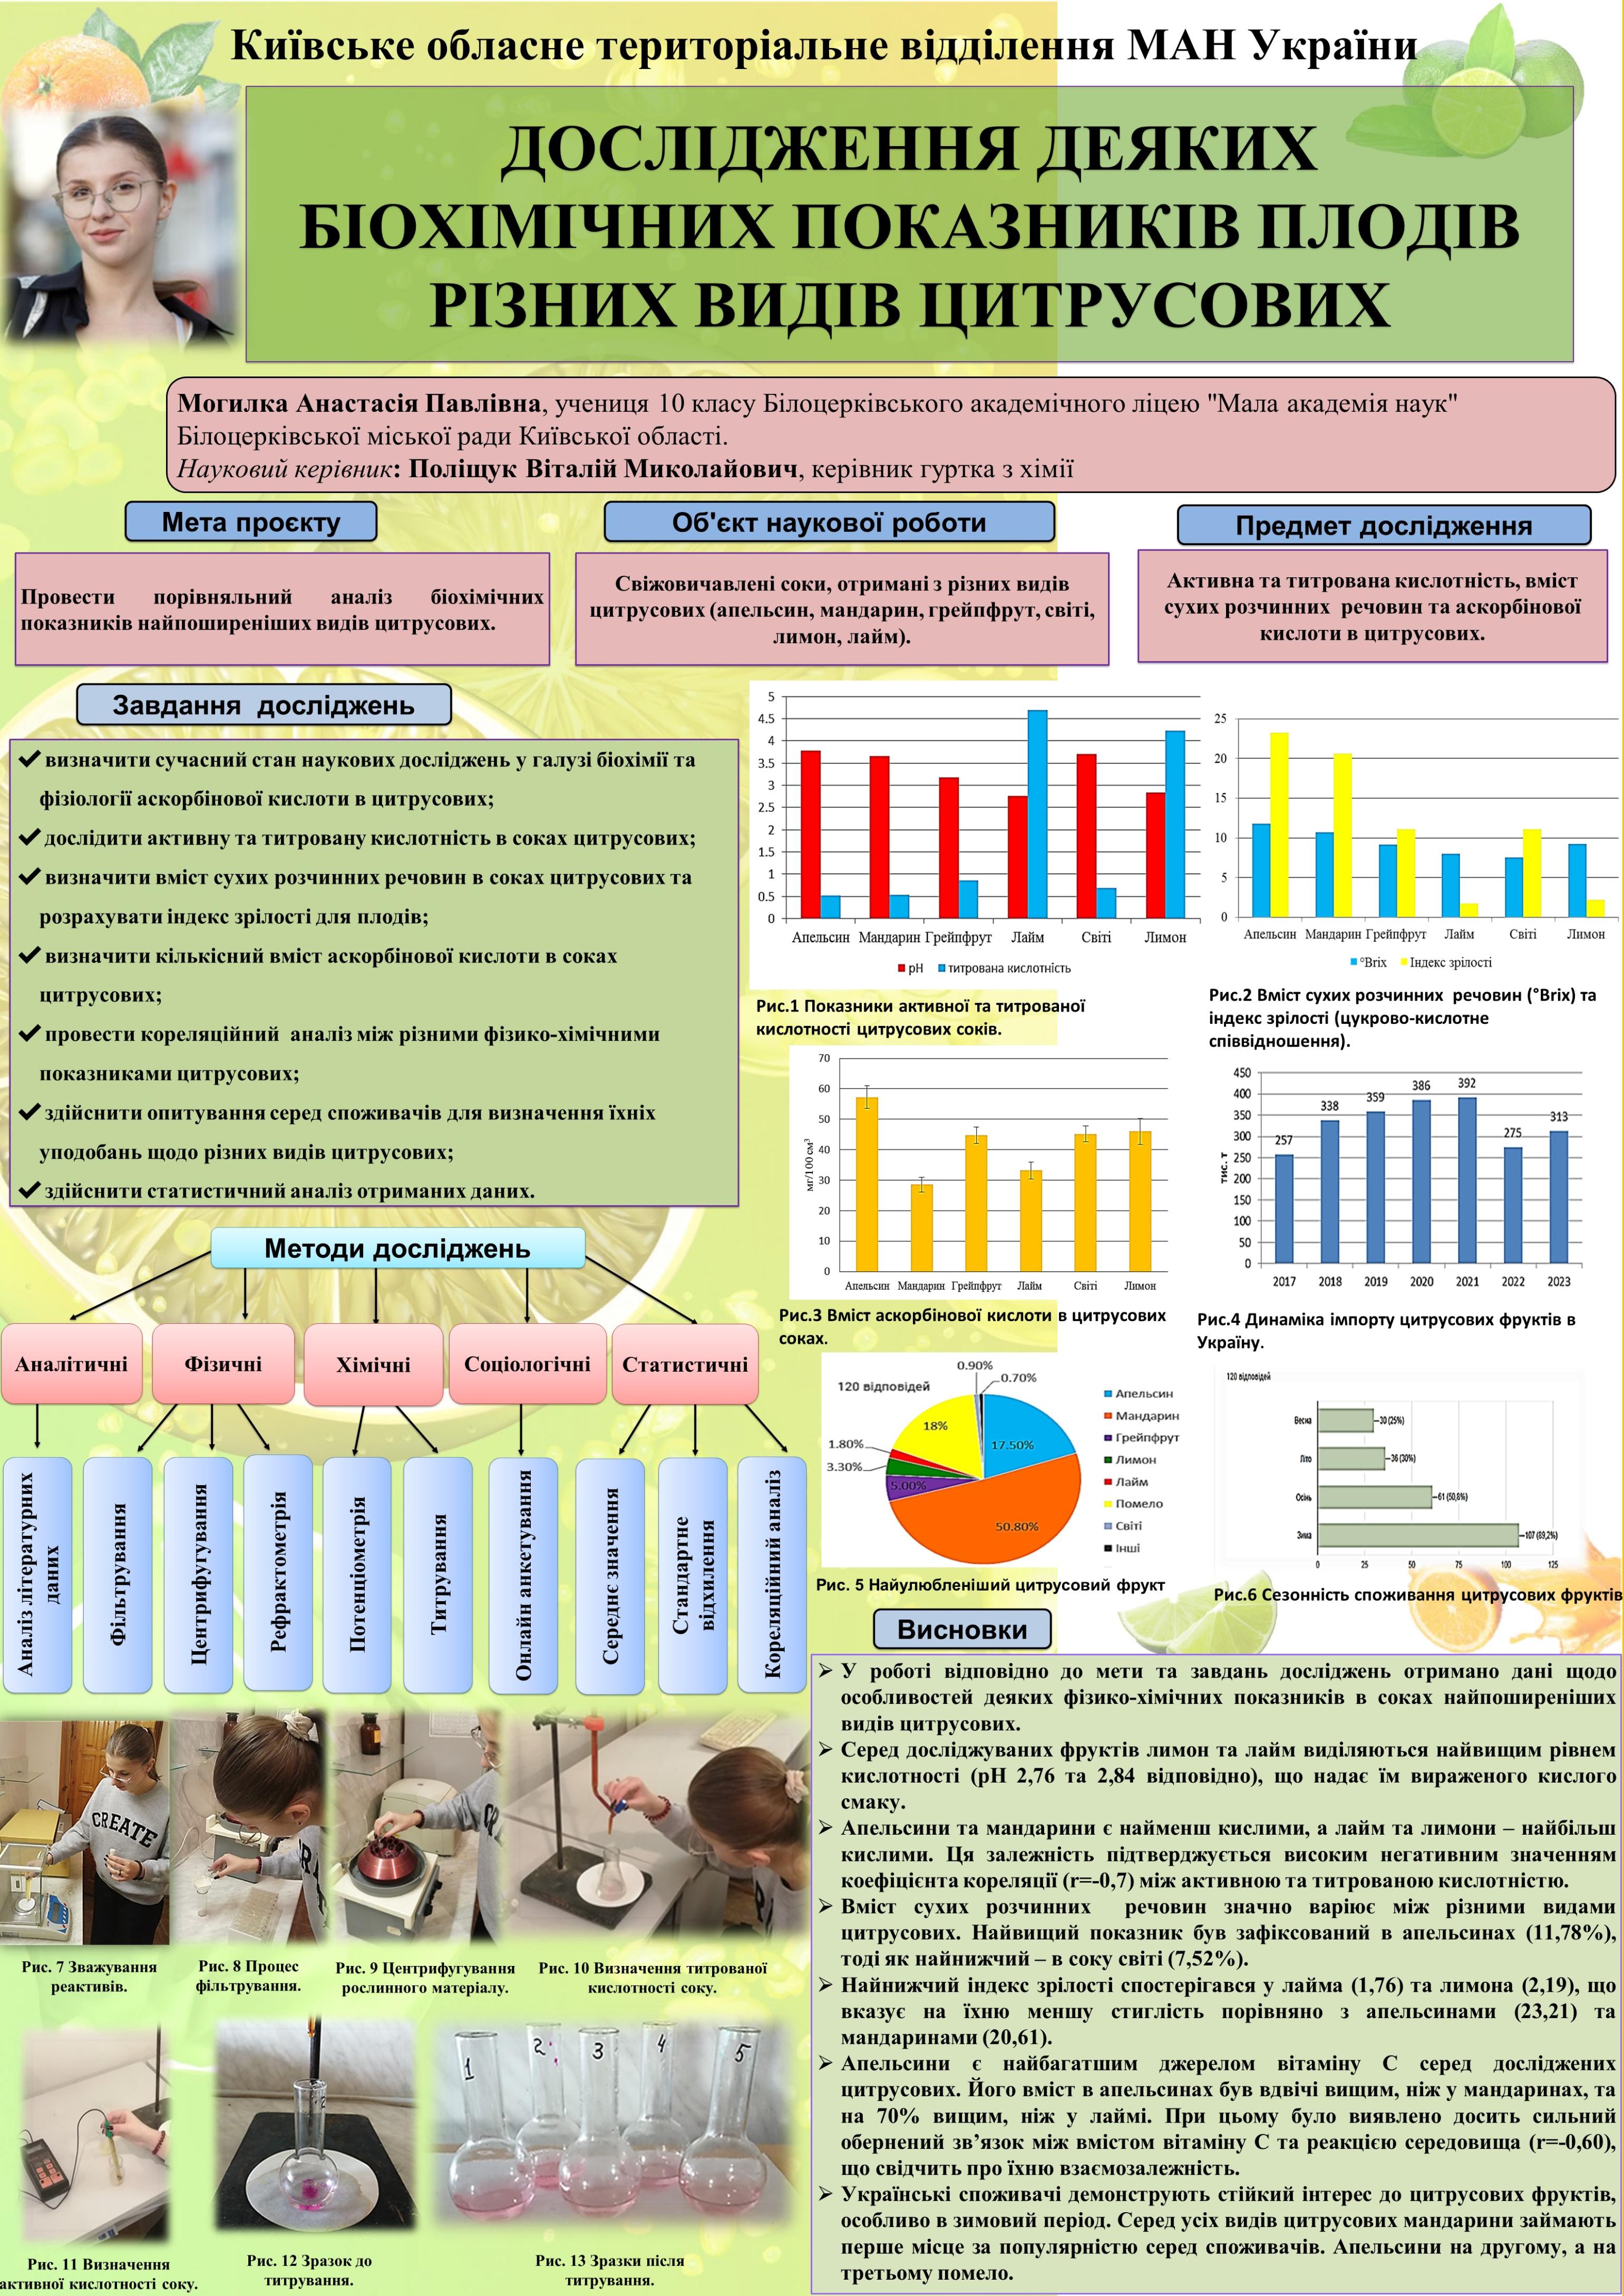 Київське обласне територіальне відділення МАН України
ДОСЛІДЖЕННЯ ДЕЯКИХ
БІОХІМІЧНИХ ПОКАЗНИКІВ ПЛОДІВ
РІЗНИХ ВИДІВ ЦИТРУСОВИХ
Могилка Анастасія Павлівна, учениця 10 класу Білоцерківського академічного ліцею "Мала академія наук"
Білоцерківської міської ради Київської області.
Науковий керівник: Поліщук Віталій Миколайович, керівник гуртка з хімії
Мета проєкту
Провести порівняльний аналіз біохімічних
показників найпоширеніших видів цитрусових.
Об'єкт наукової роботи
Свіжовичавлені соки, отримані з різних видів
цитрусових (апельсин, мандарин, грейпфрут, світі,
лимон, лайм).
Предмет дослідження
Активна та титрована кислотність, вміст
сухих розчинних речовин та аскорбінової
кислоти в цитрусових.
Завдання досліджень
✔ визначити сучасний стан наукових досліджень у галузі біохімії та
фізіології аскорбінової кислоти в цитрусових;
✔ дослідити активну та титровану кислотність в соках цитрусових;
✔ визначити вміст сухих розчинних речовин в соках цитрусових та
розрахувати індекс зрілості для плодів;
✔ визначити кількісний вміст аскорбінової кислоти в соках
цитрусових;
✔ провести кореляційний аналіз між різними фізико-хімічними
показниками цитрусових;
✔ здійснити опитування серед споживачів для визначення їхніх
уподобань щодо різних видів цитрусових;
✔ здійснити статистичний аналіз отриманих даних.
5
4.5
4
3.5
3
2.5
2
1.5
1
0.5
0
Апельсин Мандарин Грейпфрут Лайм Світі Лимон
pH титрована кислотність
Рис.1 Показники активної та титрованої
кислотності цитрусових соків.
25
20
15
10
5
0
Апельсин Мандарин Грейпфрут Лайм Світі Лимон
°Brix Індекс зрілості
Рис.2 Вміст сухих розчинних речовин (°Brix) та
індекс зрілості (цукрово-кислотне
співвідношення).
70
60
50
40
30
20
10
0
мг/100 см³
Апельсин Мандарин Грейпфрут Лайм Світі Лимон
Рис.3 Вміст аскорбінової кислоти в цитрусових
соках.
450
400
350
300
250
200
150
100
50
0
тис. т
257 338 359 386 392 275 313
2017 2018 2019 2020 2021 2022 2023
Рис.4 Динаміка імпорту цитрусових фруктів в
Україну.
120 відповідей
0.90%
0.70%
18%
17.50%
1.80%
3.30%
5.00%
50.80%
Апельсин
Мандарин
Грейпфрут
Лимон
Лайм
Помело
Світі
Інші
Рис. 5 Найулюбленіший цитрусовий фрукт
120 відповідей
Весна 30 (25%)
Літо 36 (30%)
Осінь 61 (50,8%)
Зима 107 (89,2%)
0 25 50 75 100 125
Рис.6 Сезонність споживання цитрусових фруктів
Методи досліджень
Аналітичні Фізичні Хімічні Соціологічні Статистичні
Аналіз літературних
даних
Фільтрування
Центрифугування
Рефрактометрія
Потенціометрія
Титрування
Онлайн анкетування
Середнє значення
Стандартне
відхилення
Кореляційний аналіз
CREATE
Рис. 7 Зважування
реактивів.
Рис. 8 Процес
фільтрування.
Рис. 9 Центрифугування
рослинного матеріалу.
Рис. 10 Визначення титрованої
кислотності соку.
1 2 3 4 5
Рис. 11 Визначення
активної кислотності соку.
Рис. 12 Зразок до
титрування.
Рис. 13 Зразки після
титрування.
Висновки
➢ У роботі відповідно до мети та завдань досліджень отримано дані щодо
особливостей деяких фізико-хімічних показників в соках найпоширеніших
видів цитрусових.
➢ Серед досліджуваних фруктів лимон та лайм виділяються найвищим рівнем
кислотності (рН 2,76 та 2,84 відповідно), що надає їм вираженого кислого
смаку.
➢ Апельсини та мандарини є найменш кислими, а лайм та лимони – найбільш
кислими. Ця залежність підтверджується високим негативним значенням
коефіцієнта кореляції (r=-0,7) між активною та титрованою кислотністю.
➢ Вміст сухих розчинних речовин значно варіює між різними видами
цитрусових. Найвищий показник був зафіксований в апельсинах (11,78%),
тоді як найнижчий – в соку світі (7,52%).
➢ Найнижчий індекс зрілості спостерігався у лайма (1,76) та лимона (2,19), що
вказує на їхню меншу стиглість порівняно з апельсинами (23,21) та
мандаринами (20,61).
➢ Апельсини є найбагатшим джерелом вітаміну С серед досліджених
цитрусових. Його вміст в апельсинах був вдвічі вищим, ніж у мандаринах, та
на 70% вищим, ніж у лаймі. При цьому було виявлено досить сильний
обернений зв’язок між вмістом вітаміну С та реакцією середовища (r=-0,60),
що свідчить про їхню взаємозалежність.
➢ Українські споживачі демонструють стійкий інтерес до цитрусових фруктів,
особливо в зимовий період. Серед усіх видів цитрусових мандарини займають
перше місце за популярністю серед споживачів. Апельсини на другому, а на
третьому помело.